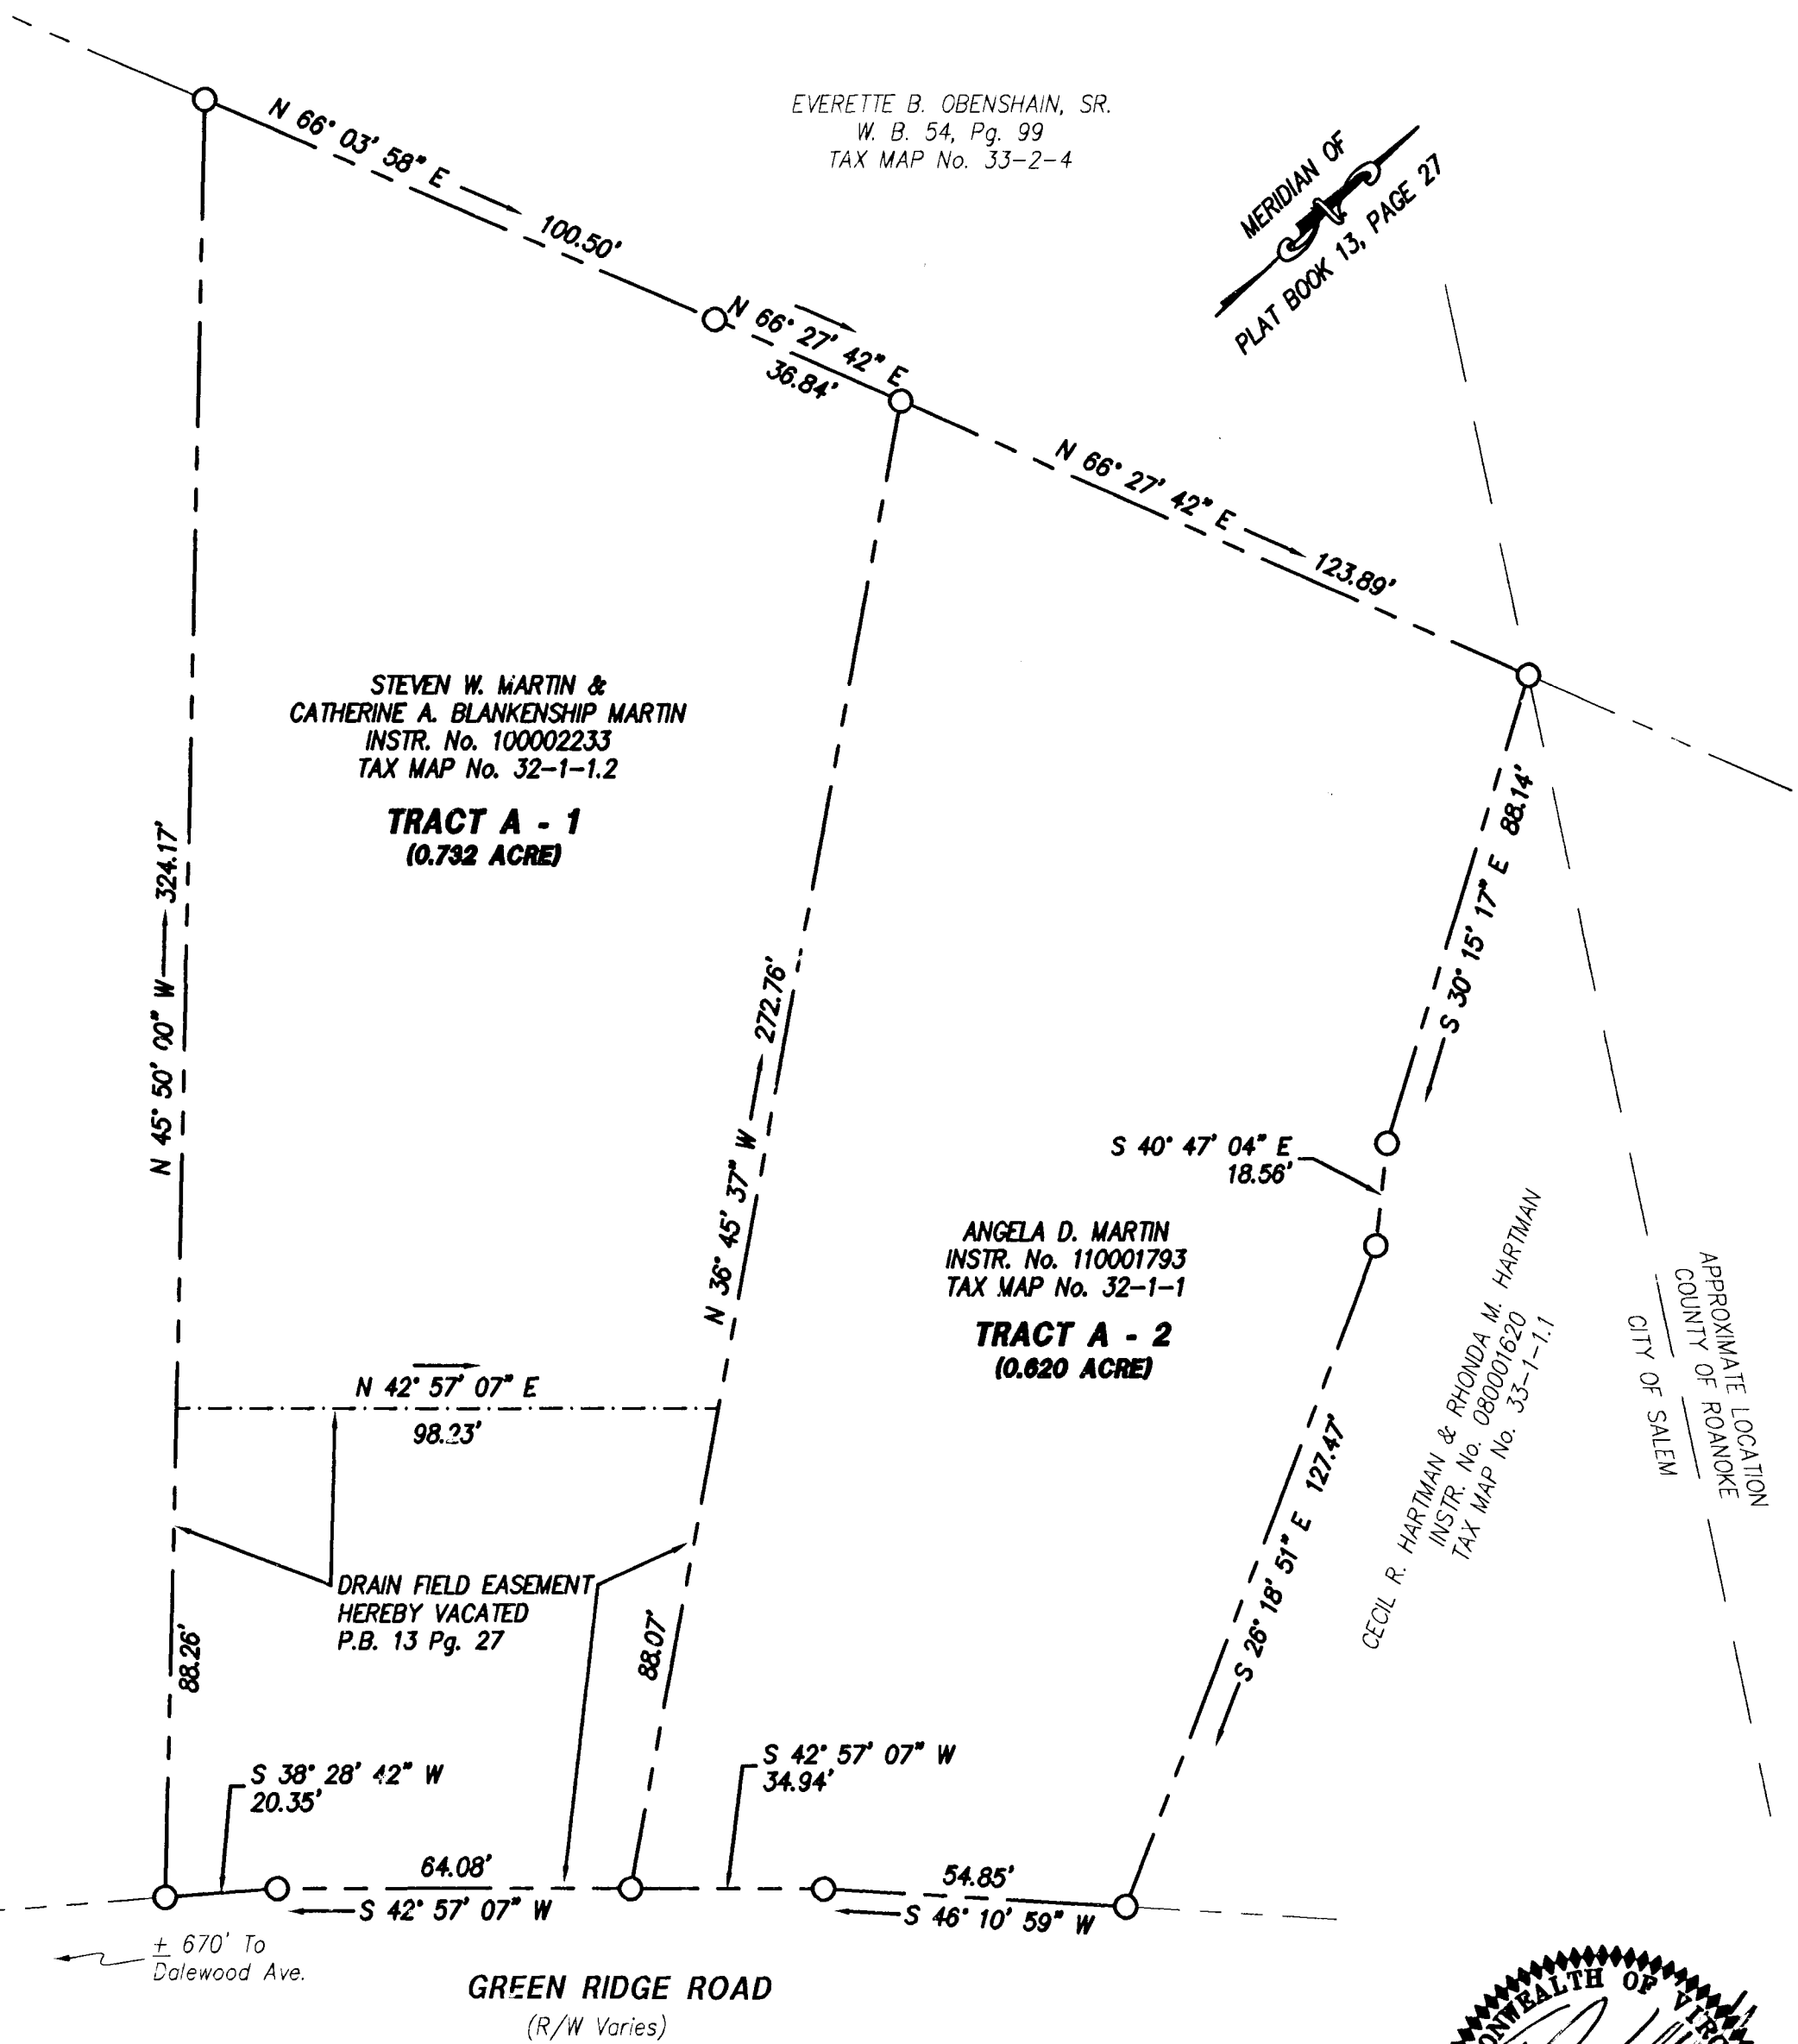 EVERETTE B. OBENSHAIN, SR.
W. B. 54, Pg. 99
TAX MAP No. 33-2-4
MERIDIAN OF
PLAT BOOK 13, PAGE 27
N 66° 03' 58" E
100.50'
N 66° 27' 42" E
36.84'
N 66° 27' 42" E
123.89'
STEVEN W. MARTIN &
CATHERINE A. BLANKENSHIP MARTIN
INSTR. No. 100002233
TAX MAP No. 32-1-1.2
TRACT A - 1
(0.732 ACRE)
N 45° 50' 00" W 324.17'
N 36° 45' 37" W 272.76'
S 30° 15' 17" E 88.14'
S 40° 47' 04" E
18.56'
ANGELA D. MARTIN
INSTR. No. 110001793
TAX MAP No. 32-1-1
TRACT A - 2
(0.620 ACRE)
CECIL R. HARTMAN & RHONDA M. HARTMAN
INSTR. No. 080001620
TAX MAP No. 33-1-1.1
APPROXIMATE LOCATION
COUNTY OF ROANOKE
CITY OF SALEM
N 42° 57' 07" E
98.23'
S 26° 18' 51" E 127.47'
DRAIN FIELD EASEMENT
HEREBY VACATED
P.B. 13 Pg. 27
88.26'
88.07'
S 38° 28' 42" W
20.35'
S 42° 57' 07" W
34.94'
64.08'
S 42° 57' 07" W
54.85'
S 46° 10' 59" W
± 670' To
Dalewood Ave.
GREEN RIDGE ROAD
(R/W Varies)
OF